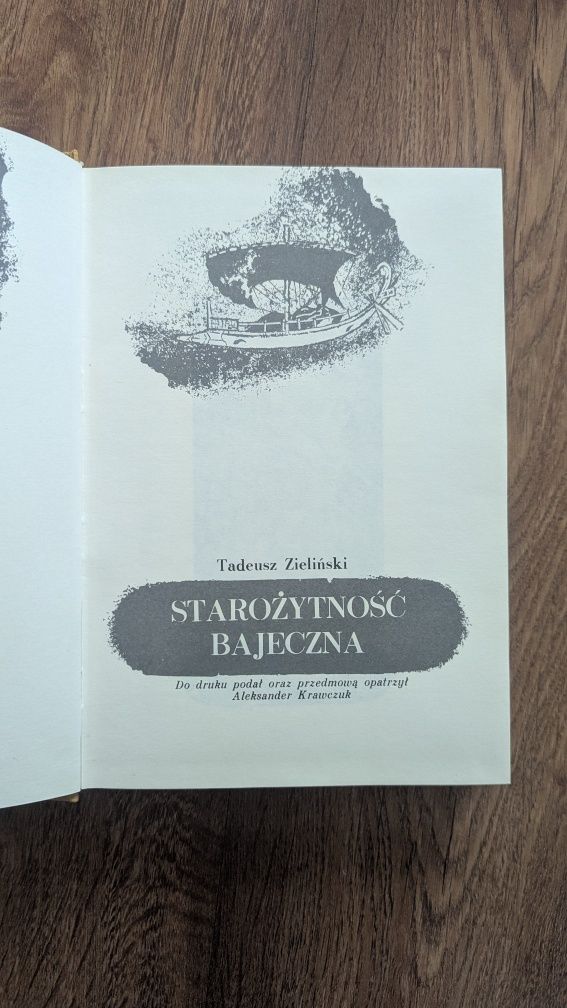 Tadeusz Zieliński
STAROŻYTNOŚĆ
BAJECZNA
Do druku podał oraz przedmową opatrzył
Aleksander Krawczuk